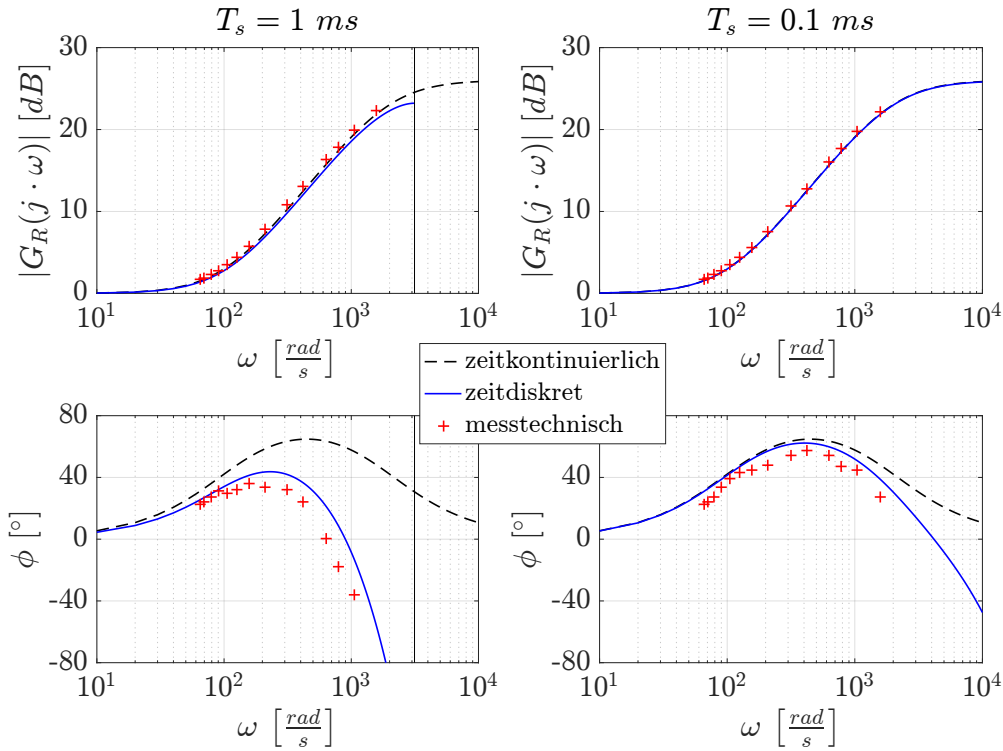 T_s = 1 ms
T_s = 0.1 ms
|G_R(j · ω)| [dB]
30
20
10
0
10^1
10^2
10^3
10^4
ω [rad/s]
|G_R(j · ω)| [dB]
30
20
10
0
10^1
10^2
10^3
10^4
ω [rad/s]
zeitkontinuierlich
zeitdiskret
messtechnisch
ϕ [°]
80
40
0
-40
-80
10^1
10^2
10^3
10^4
ω [rad/s]
ϕ [°]
80
40
0
-40
-80
10^1
10^2
10^3
10^4
ω [rad/s]